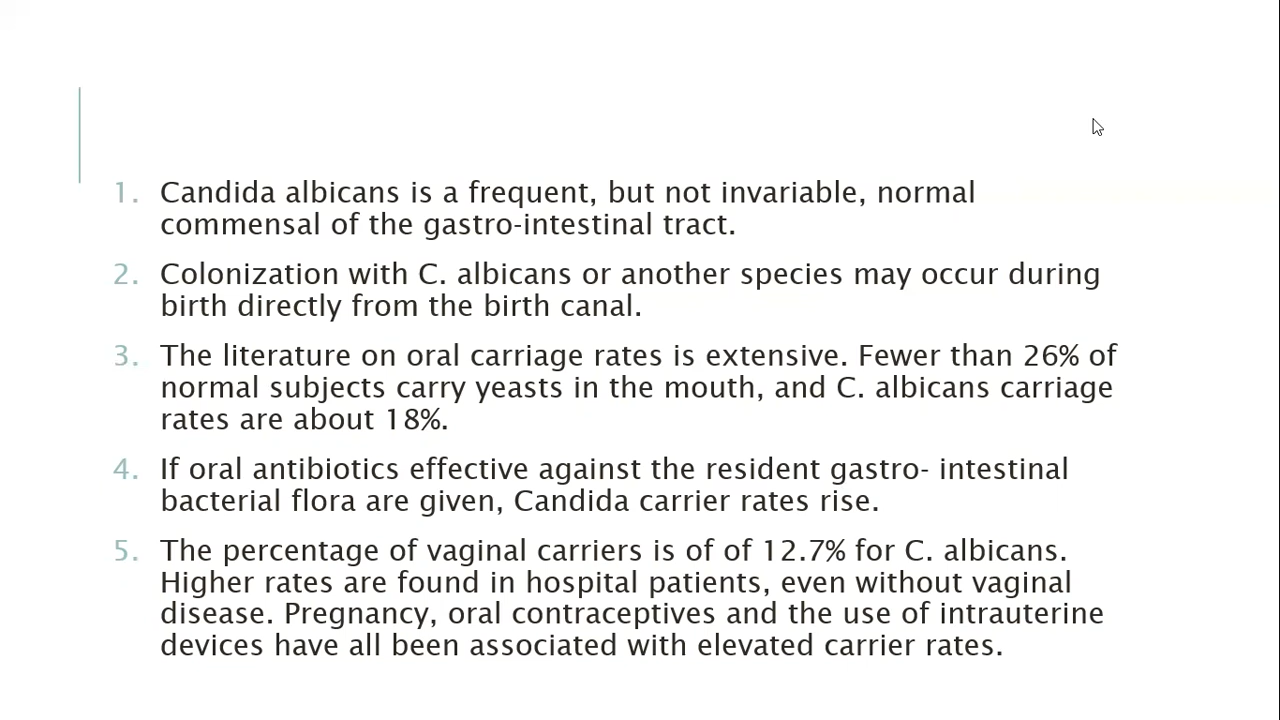 1. Candida albicans is a frequent, but not invariable, normal
commensal of the gastro-intestinal tract.
2. Colonization with C. albicans or another species may occur during
birth directly from the birth canal.
3. The literature on oral carriage rates is extensive. Fewer than 26% of
normal subjects carry yeasts in the mouth, and C. albicans carriage
rates are about 18%.
4. If oral antibiotics effective against the resident gastro- intestinal
bacterial flora are given, Candida carrier rates rise.
5. The percentage of vaginal carriers is of of 12.7% for C. albicans.
Higher rates are found in hospital patients, even without vaginal
disease. Pregnancy, oral contraceptives and the use of intrauterine
devices have all been associated with elevated carrier rates.